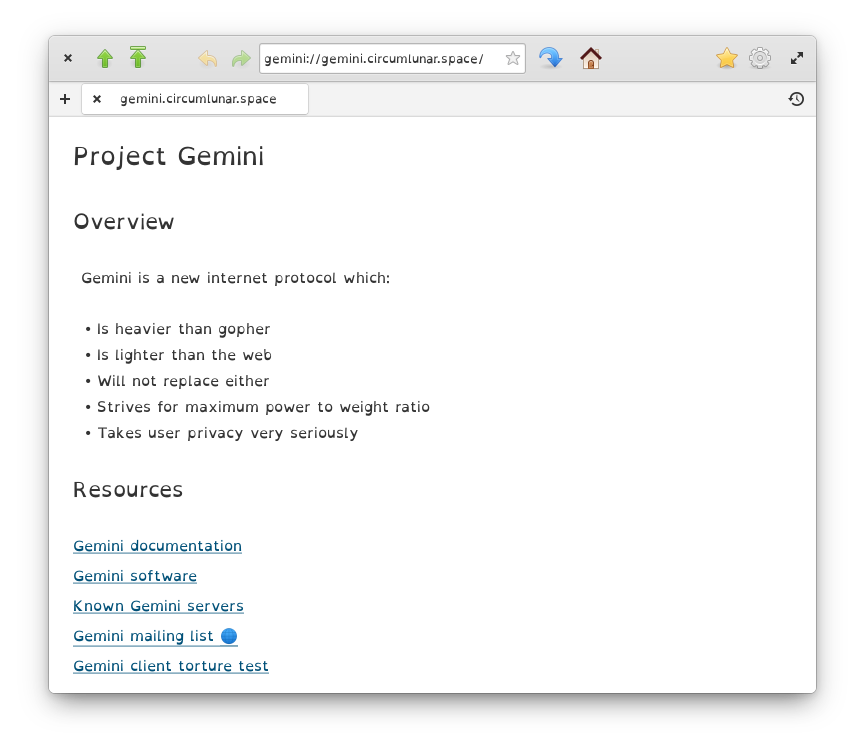 gemini://gemini.circumlunar.space/
gemini.circumlunar.space
Project Gemini
Overview
Gemini is a new internet protocol which:
• Is heavier than gopher
• Is lighter than the web
• Will not replace either
• Strives for maximum power to weight ratio
• Takes user privacy very seriously
Resources
Gemini documentation
Gemini software
Known Gemini servers
Gemini mailing list
Gemini client torture test